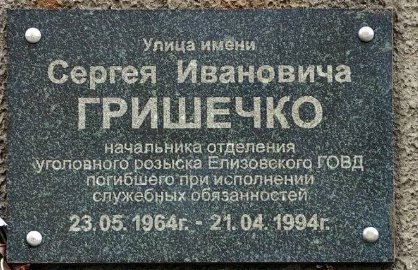 Улица имени
Сергея Ивановича
ГРИШЕЧКО
начальника отделения
уголовного розыска Елизовского ГОВД
погибшего при исполнении
служебных обязанностей
23.05.1964г. - 21.04.1994г.